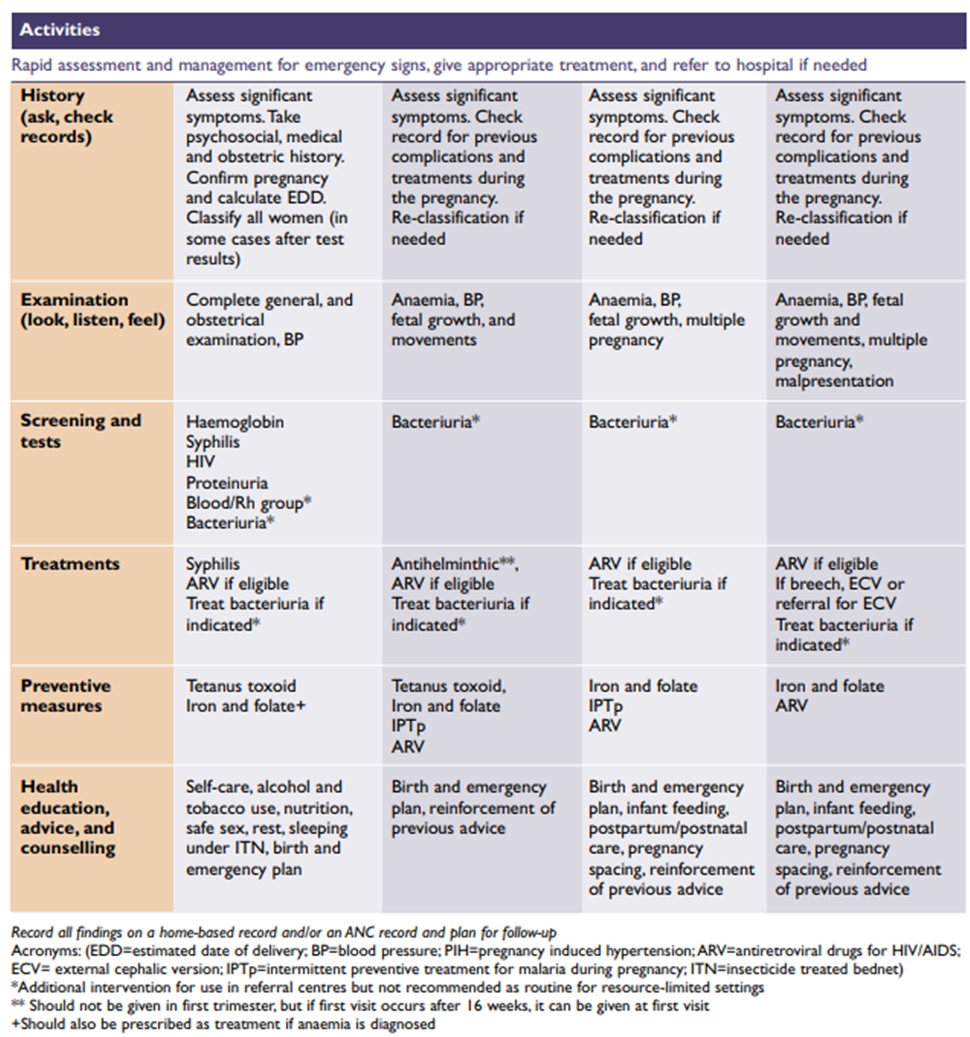 Activities
Rapid assessment and management for emergency signs, give appropriate treatment, and refer to hospital if needed
History
(ask, check
records)
Assess significant
symptoms. Take
psychosocial, medical
and obstetric history.
Confirm pregnancy
and calculate EDD.
Classify all women (in
some cases after test
results)
Assess significant
symptoms. Check
record for previous
complications and
treatments during
the pregnancy.
Re-classification if
needed
Assess significant
symptoms. Check
record for previous
complications and
treatments during
the pregnancy.
Re-classification if
needed
Assess significant
symptoms. Check
record for previous
complications and
treatments during
the pregnancy.
Re-classification if
needed
Examination
(look, listen, feel)
Complete general, and
obstetrical
examination, BP
Anaemia, BP,
fetal growth, and
movements
Anaemia, BP,
fetal growth, multiple
pregnancy
Anaemia, BP, fetal
growth and
movements, multiple
pregnancy,
malpresentation
Screening and
tests
Haemoglobin
Syphilis
HIV
Proteinuria
Blood/Rh group*
Bacteriuria*
Bacteriuria*
Bacteriuria*
Bacteriuria*
Treatments
Syphilis
ARV if eligible
Treat bacteriuria if
indicated*
Antihelminthic**,
ARV if eligible
Treat bacteriuria if
indicated*
ARV if eligible
Treat bacteriuria if
indicated*
ARV if eligible
If breech, ECV or
referral for ECV
Treat bacteriuria if
indicated*
Preventive
measures
Tetanus toxoid
Iron and folate+
Tetanus toxoid,
Iron and folate
IPTp
ARV
Iron and folate
IPTp
ARV
Iron and folate
ARV
Health
education,
advice, and
counselling
Self-care, alcohol and
tobacco use, nutrition,
safe sex, rest, sleeping
under ITN, birth and
emergency plan
Birth and emergency
plan, reinforcement of
previous advice
Birth and emergency
plan, infant feeding,
postpartum/postnatal
care, pregnancy
spacing, reinforcement
of previous advice
Birth and emergency
plan, infant feeding,
postpartum/postnatal
care, pregnancy
spacing, reinforcement
of previous advice
Record all findings on a home-based record and/or an ANC record and plan for follow-up
Acronyms: (EDD=estimated date of delivery; BP=blood pressure; PIH=pregnancy induced hypertension; ARV=antiretroviral drugs for HIV/AIDS;
ECV= external cephalic version; IPTp=intermittent preventive treatment for malaria during pregnancy; ITN=insecticide treated bednet)
*Additional intervention for use in referral centres but not recommended as routine for resource-limited settings
** Should not be given in first trimester, but if first visit occurs after 16 weeks, it can be given at first visit
+Should also be prescribed as treatment if anaemia is diagnosed